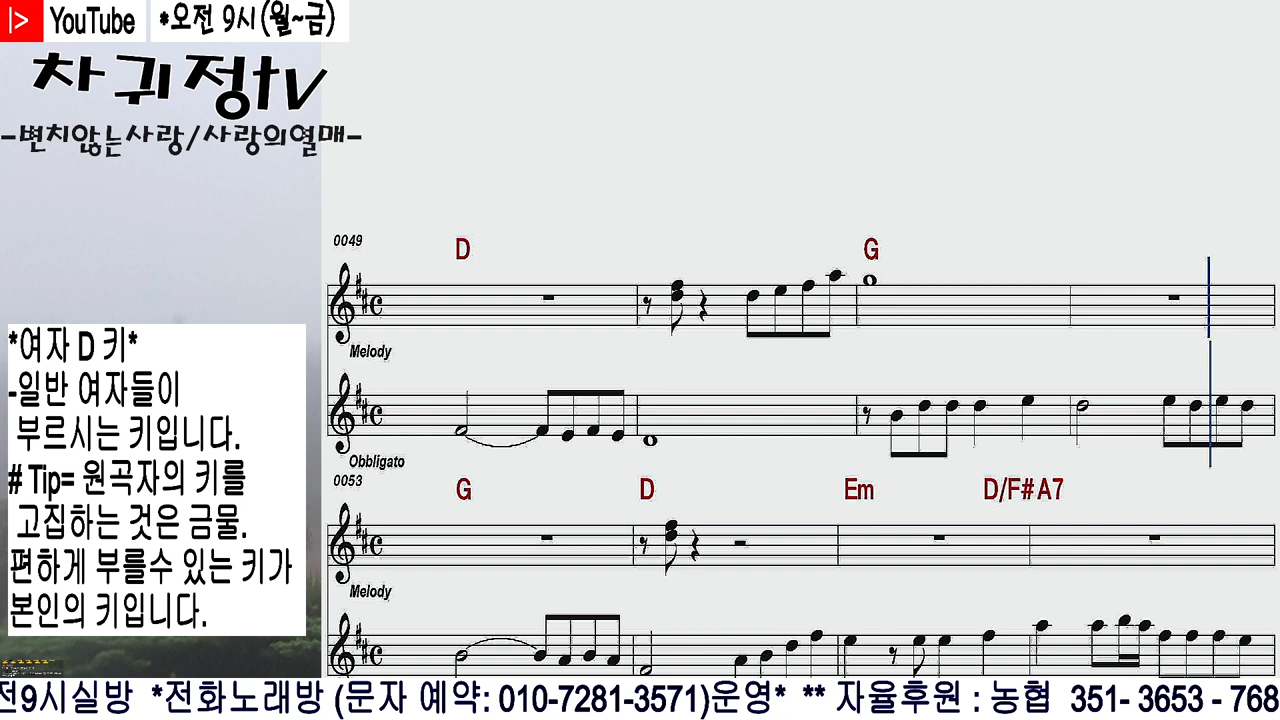 YouTube *오전 9시(월~금)
차귀정tv
-변치않는사랑/사랑의열매-
0049
D G
Melody
*여자 D 키*
-일반 여자들이
부르시는 키입니다.
# Tip= 원곡자의 키를
고집하는 것은 금물.
편하게 부를수 있는 키가
본인의 키입니다.
Obbligato
0053
G D Em D/F# A7
Melody
전9시실방 *전화노래방 (문자 예약: 010-7281-3571)운영* ** 자율후원 : 농협 351- 3653 - 768